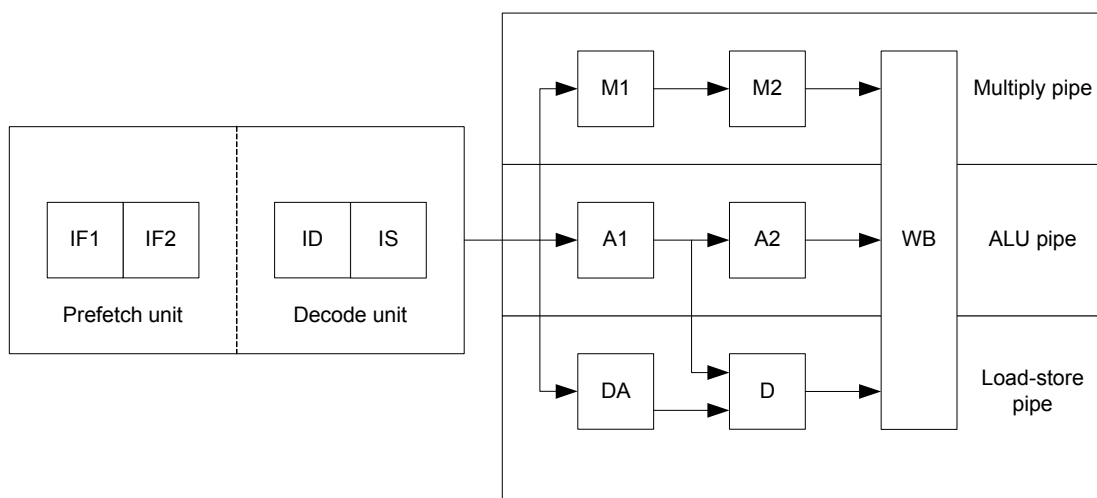 M1
M2
Multiply pipe
IF1
IF2
ID
IS
Prefetch unit
Decode unit
A1
A2
WB
ALU pipe
DA
D
Load-store
pipe